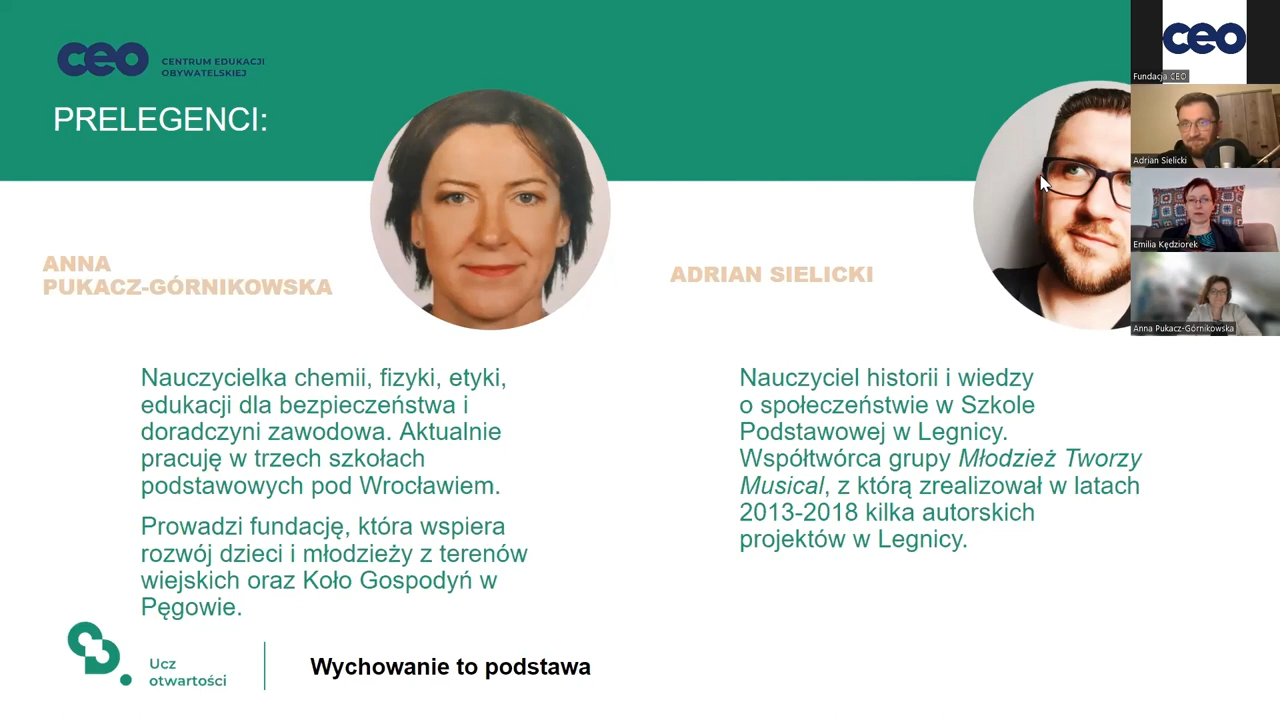 ceo
CENTRUM EDUKACJI
OBYWATELSKIEJ
PRELEGENCI:
ANNA
PUKACZ-GÓRNIKOWSKA
Nauczycielka chemii, fizyki, etyki,
edukacji dla bezpieczeństwa i
doradczyni zawodowa. Aktualnie
pracuję w trzech szkołach
podstawowych pod Wrocławiem.
Prowadzi fundację, która wspiera
rozwój dzieci i młodzieży z terenów
wiejskich oraz Koło Gospodyń w
Pęgowie.
ADRIAN SIELICKI
Nauczyciel historii i wiedzy
o społeczeństwie w Szkole
Podstawowej w Legnicy.
Współtwórca grupy Młodzież Tworzy
Musical, z którą zrealizował w latach
2013-2018 kilka autorskich
projektów w Legnicy.
Ucz
otwartości
Wychowanie to podstawa
ceo
Fundacja CEO
Adrian Sielicki
Emilia Kędziorek
Anna Pukacz-Górnikowska